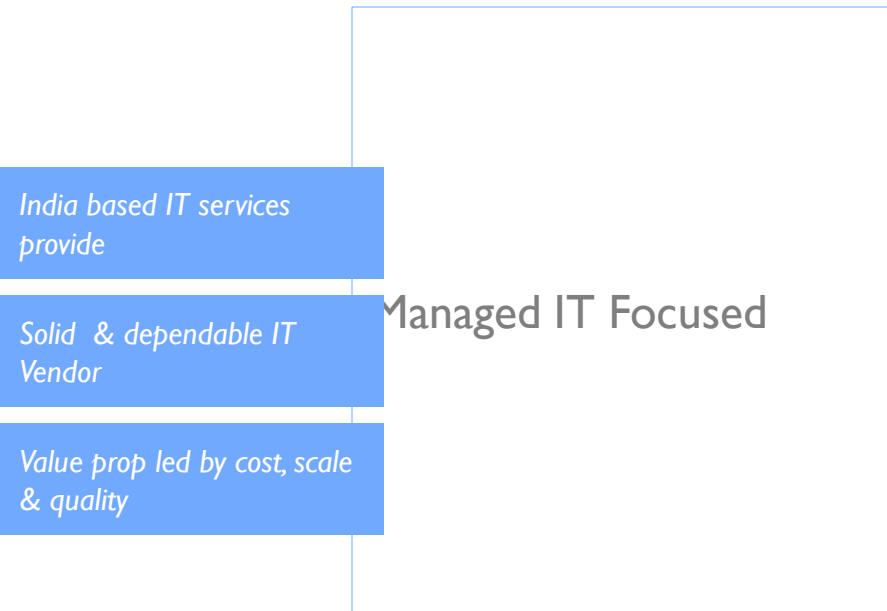 India based IT services
provide
Solid & dependable IT
Vendor
Value prop led by cost, scale
& quality
Managed IT Focused